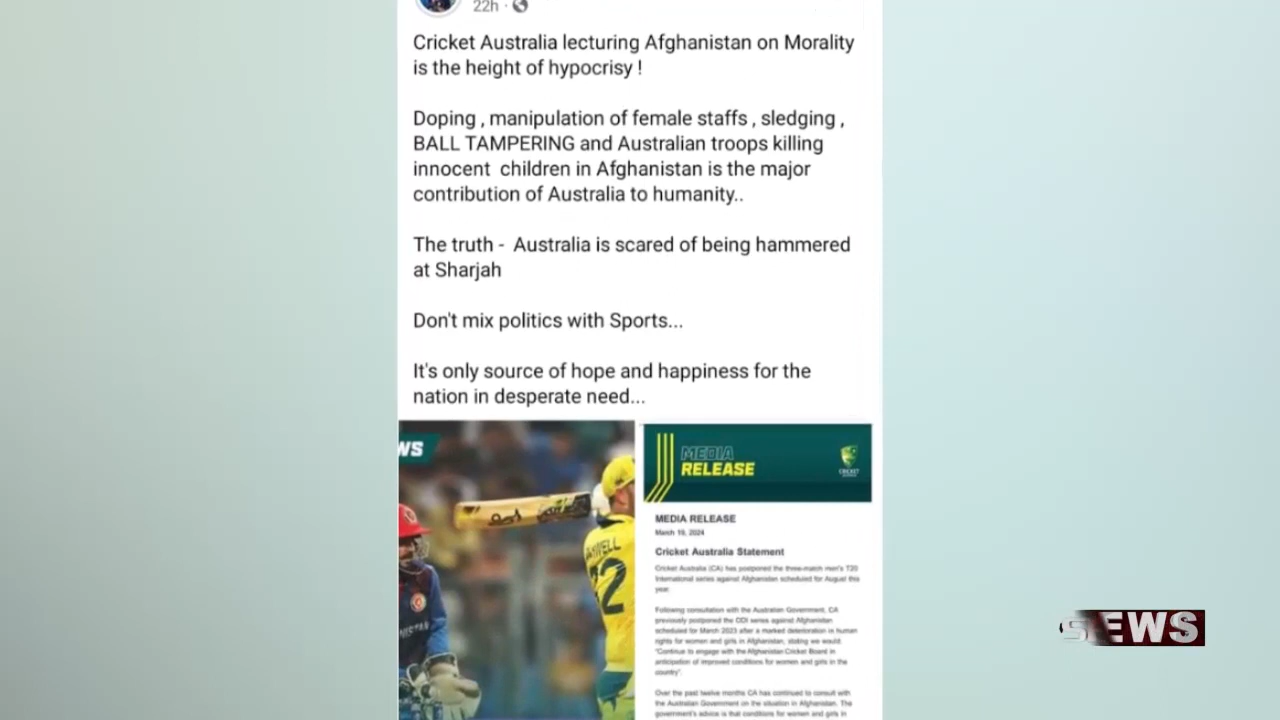 22h ·
Cricket Australia lecturing Afghanistan on Morality
is the height of hypocrisy !
Doping , manipulation of female staffs , sledging ,
BALL TAMPERING and Australian troops killing
innocent children in Afghanistan is the major
contribution of Australia to humanity..
The truth - Australia is scared of being hammered
at Sharjah
Don't mix politics with Sports...
It's only source of hope and happiness for the
nation in desperate need...
WS
MEDIA
RELEASE
CRICKET
MEDIA RELEASE
March 19, 2024
Cricket Australia Statement
Cricket Australia (CA) has postponed the three-match men's T20
International series against Afghanistan scheduled for August this
year.
Following consultation with the Australian Government, CA
previously postponed the ODI series against Afghanistan
scheduled for March 2023 after a marked deterioration in human
rights for women and girls in Afghanistan, stating we would
"Continue to engage with the Afghanistan Cricket Board in
anticipation of improved conditions for women and girls in the
country".
Over the past twelve months CA has continued to consult with
the Australian Government on the situation in Afghanistan. The
government's advice is that conditions for women and girls in
WELL
32
EWS